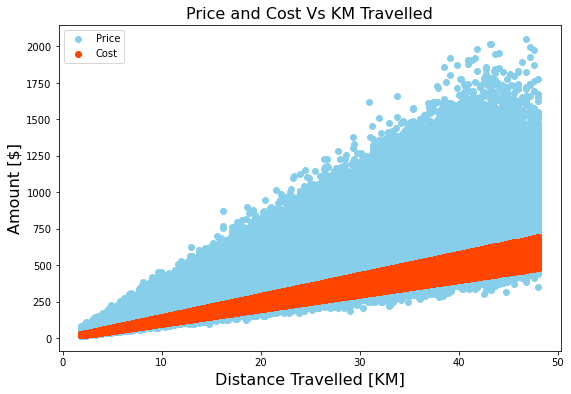 Price and Cost Vs KM Travelled
Price
Cost
Amount [$]
2000
1750
1500
1250
1000
750
500
250
0
0 10 20 30 40 50
Distance Travelled [KM]